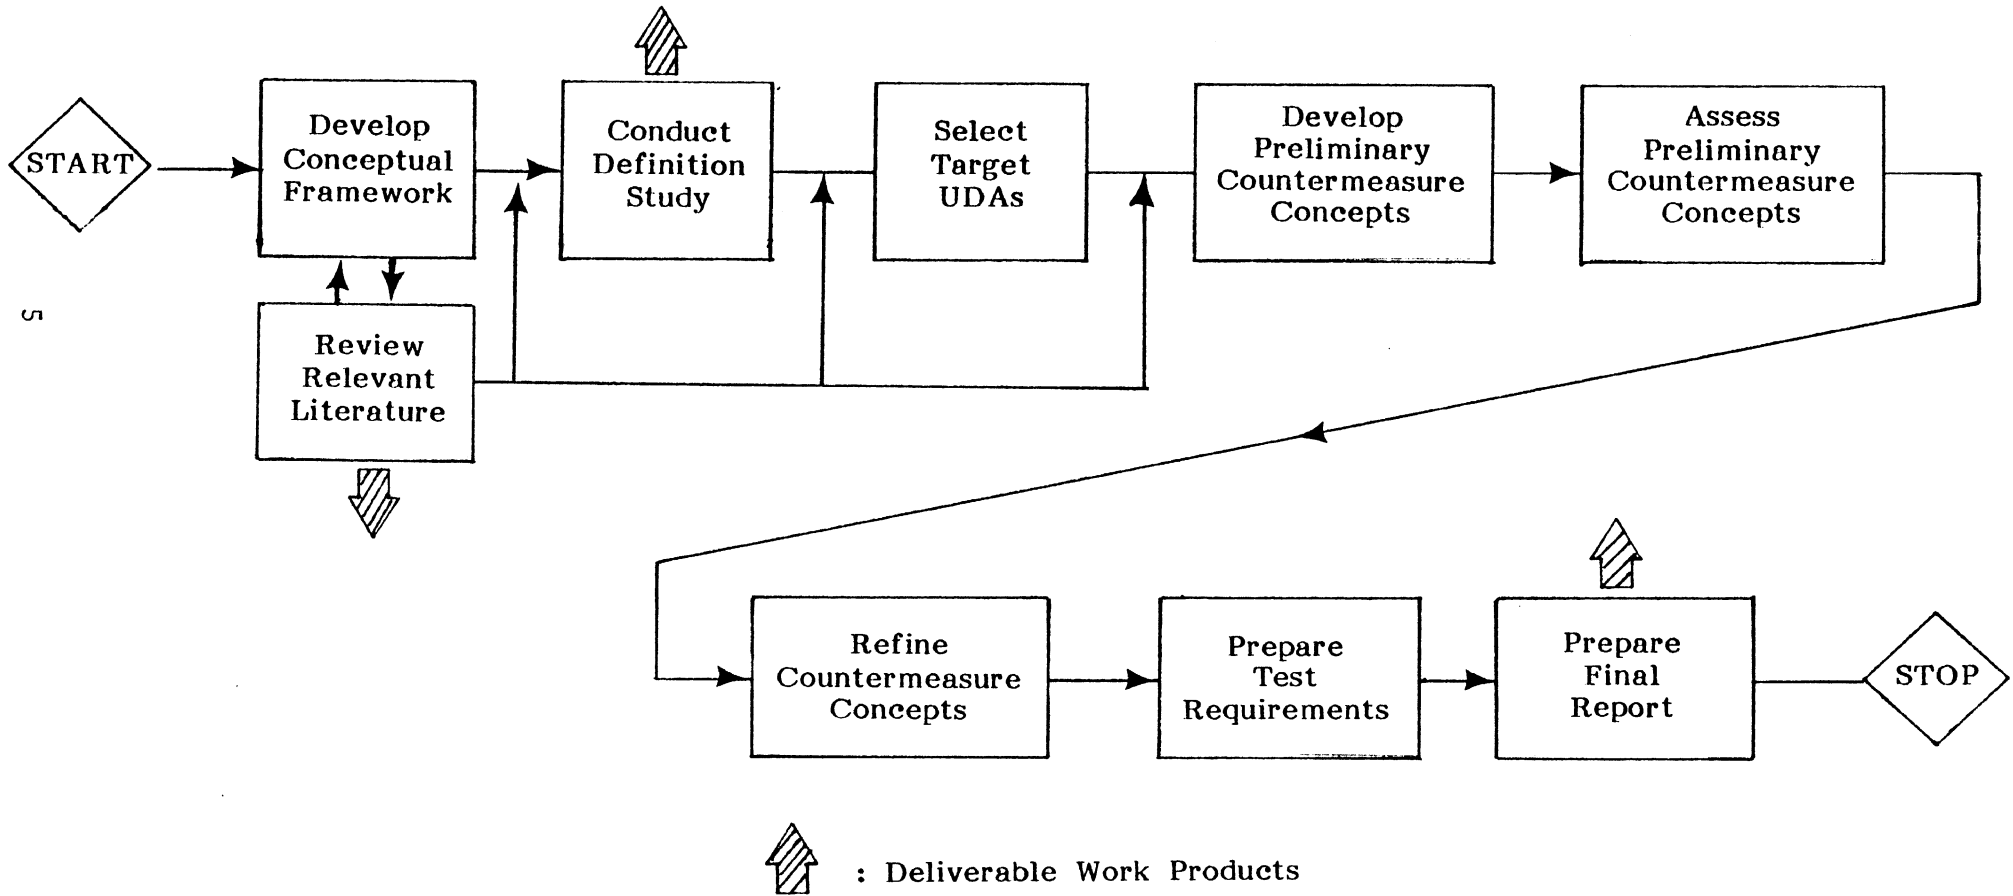 START
Develop
Conceptual
Framework
Conduct
Definition
Study
Select
Target
UDAs
Develop
Preliminary
Countermeasure
Concepts
Assess
Preliminary
Countermeasure
Concepts
5
Review
Relevant
Literature
Refine
Countermeasure
Concepts
Prepare
Test
Requirements
Prepare
Final
Report
STOP
: Deliverable Work Products